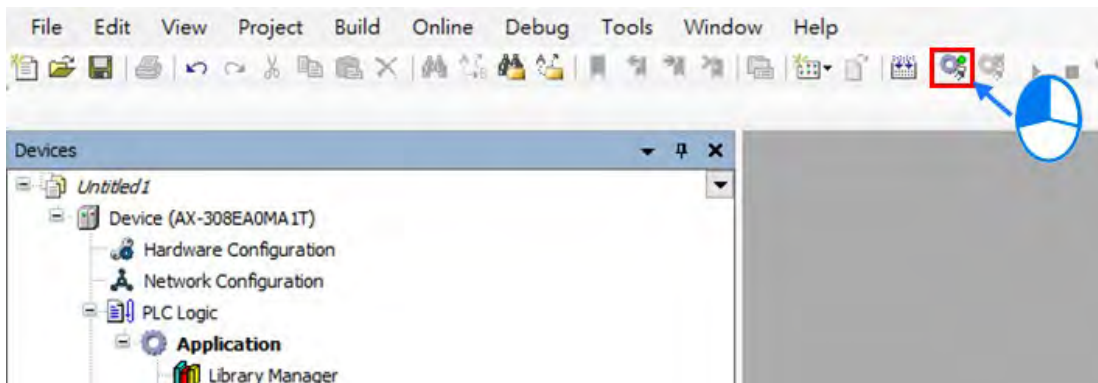 File Edit View Project Build Online Debug Tools Window Help
Devices
Untitled1
Device (AX-308EA0MA1T)
Hardware Configuration
Network Configuration
PLC Logic
Application
Library Manager